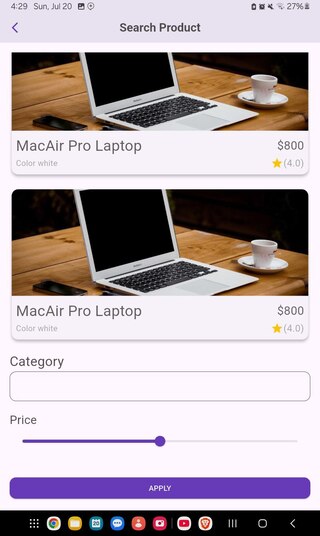 4:29 Sun, Jul 20 27%
Search Product
MacAir Pro Laptop $800
Color white (4.0)
MacAir Pro Laptop $800
Color white (4.0)
Category
Price
APPLY